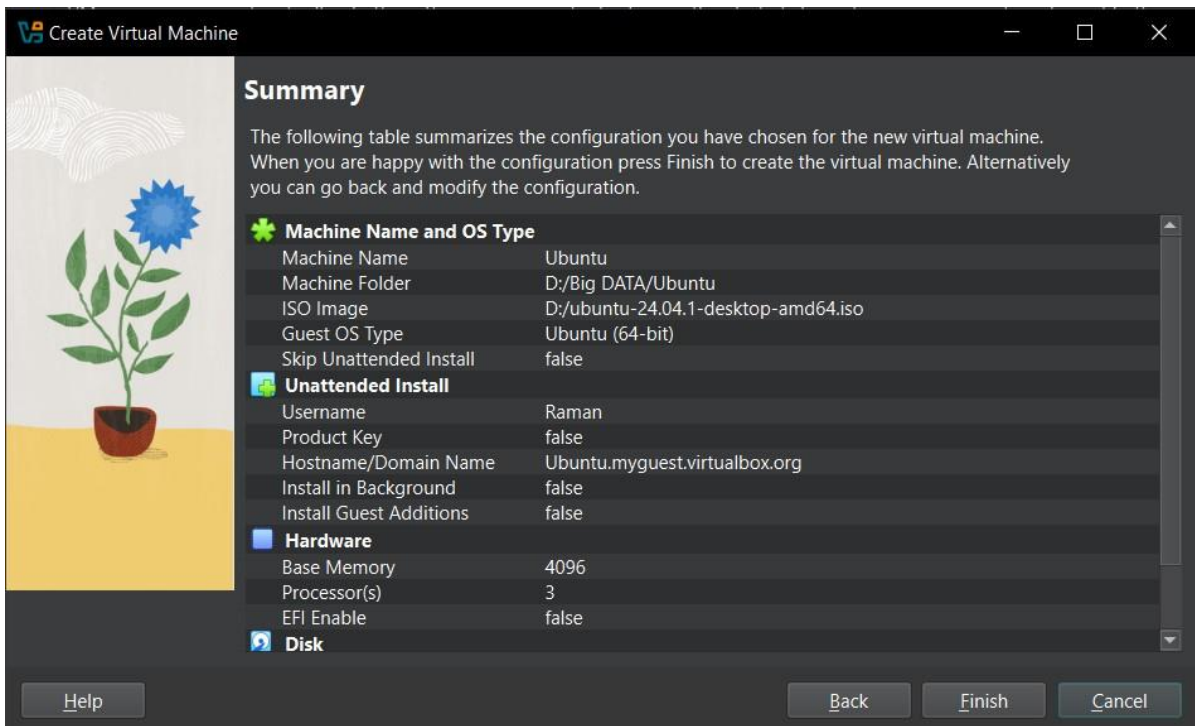 Create Virtual Machine
Summary
The following table summarizes the configuration you have chosen for the new virtual machine.
When you are happy with the configuration press Finish to create the virtual machine. Alternatively
you can go back and modify the configuration.
Machine Name and OS Type
Machine Name Ubuntu
Machine Folder D:/Big DATA/Ubuntu
ISO Image D:/ubuntu-24.04.1-desktop-amd64.iso
Guest OS Type Ubuntu (64-bit)
Skip Unattended Install false
Unattended Install
Username Raman
Product Key false
Hostname/Domain Name Ubuntu.myguest.virtualbox.org
Install in Background false
Install Guest Additions false
Hardware
Base Memory 4096
Processor(s) 3
EFI Enable false
Disk
Help Back Finish Cancel